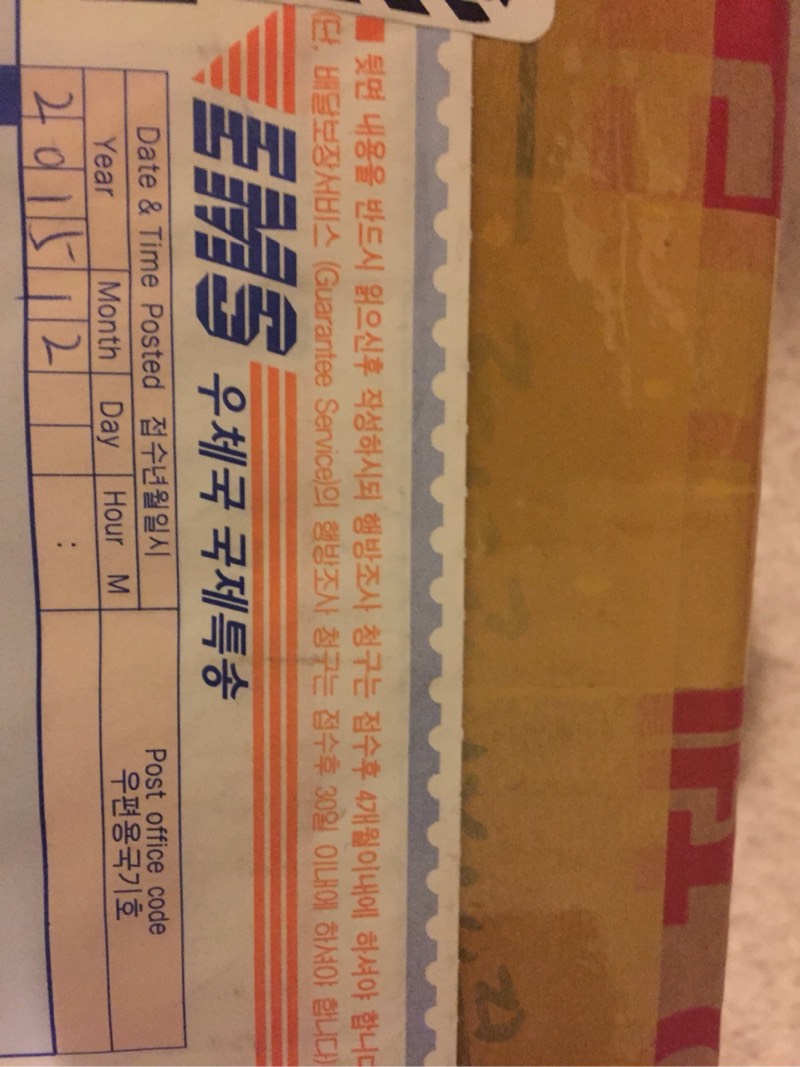 ■ 뒷면 내용을 반드시 읽으신후 작성하시되 행방조사 청구는 접수후 4개월이내에 하셔야 합니다
(단, 배달보장서비스 (Guarantee Service)의 행방조사 청구는 접수후 30일 이내에 하셔야 합니다)
EMS 우체국 국제특송
Date & Time Posted 접수년월일시
Post office code
우편용국기호
Year Month Day Hour M
2015 12 :